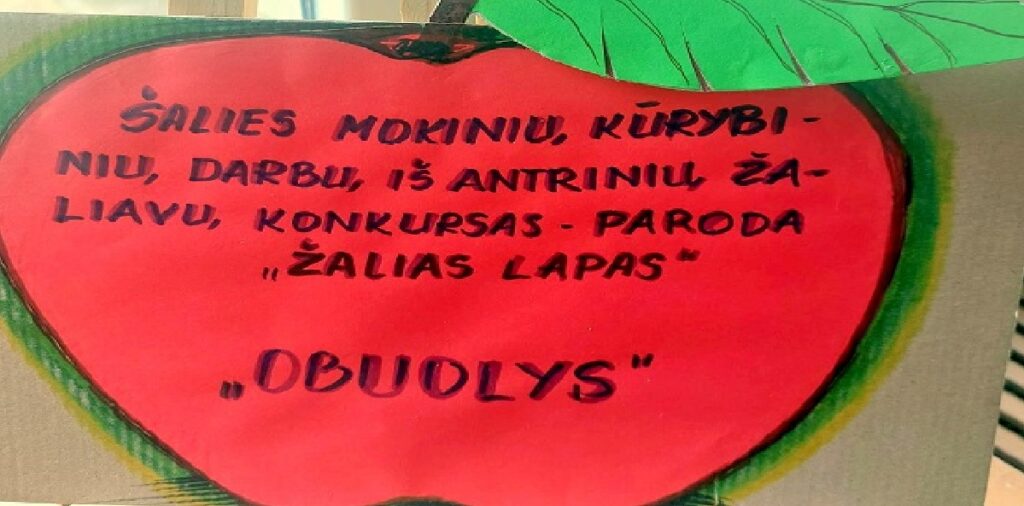 ŠALIES MOKINIŲ KŪRYBI-
NIŲ DARBŲ IŠ ANTRINIŲ ŽA-
LIAVŲ KONKURSAS - PARODA
„ŽALIAS LAPAS"
„OBUOLYS"